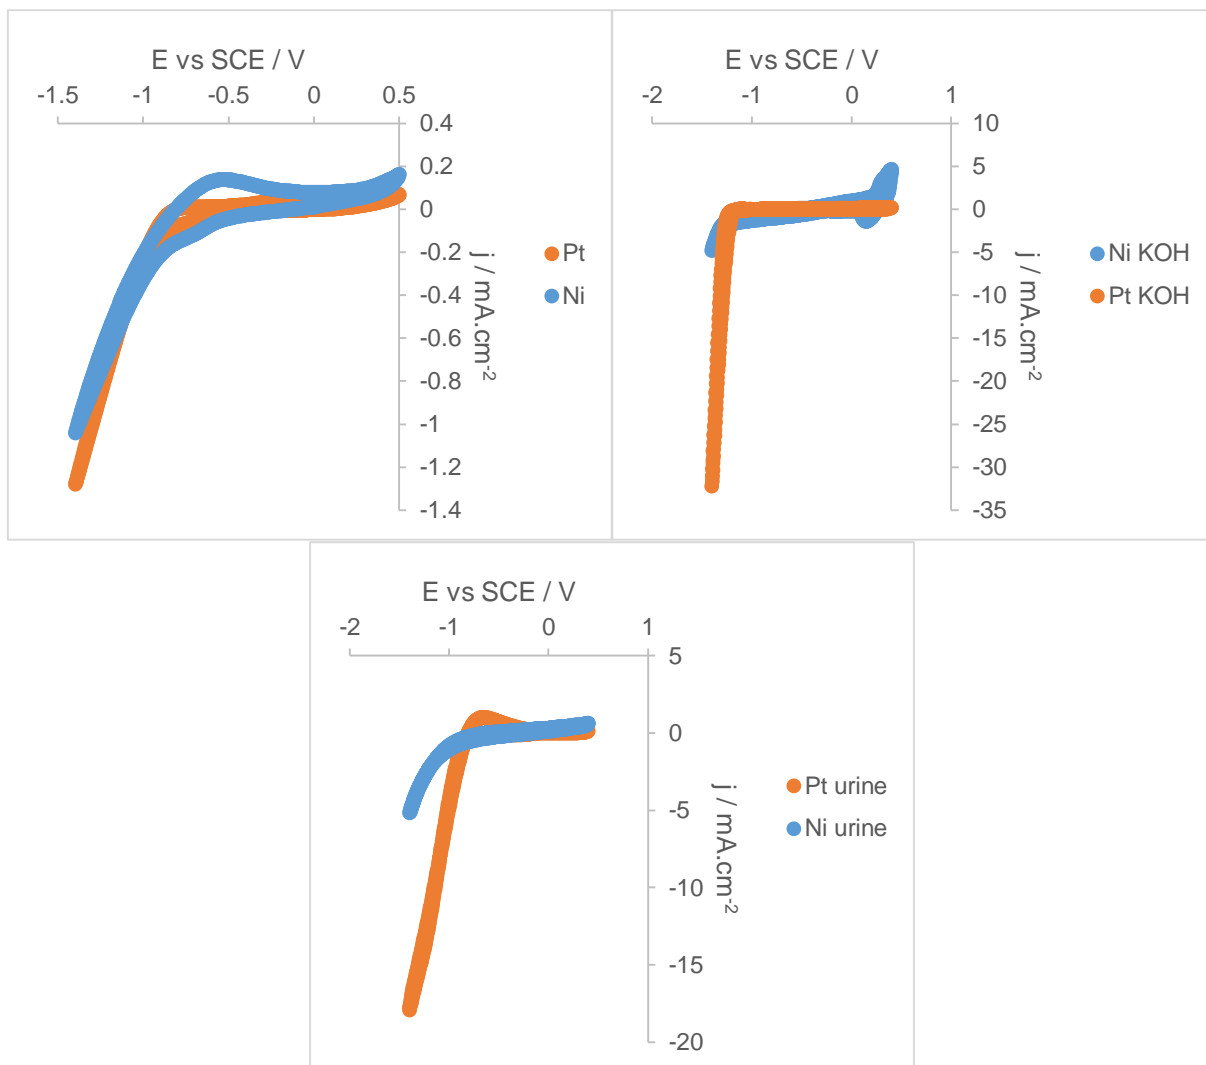 E vs SCE / V
-1.5 -1 -0.5 0 0.5
0.4
0.2
0
-0.2
-0.4
-0.6
-0.8
-1
-1.2
-1.4
j / mA.cm-2
Pt
Ni
E vs SCE / V
-2 -1 0 1
10
5
0
-5
-10
-15
-20
-25
-30
-35
j / mA.cm-2
Ni KOH
Pt KOH
E vs SCE / V
-2 -1 0 1
5
0
-5
-10
-15
-20
j / mA.cm-2
Pt urine
Ni urine